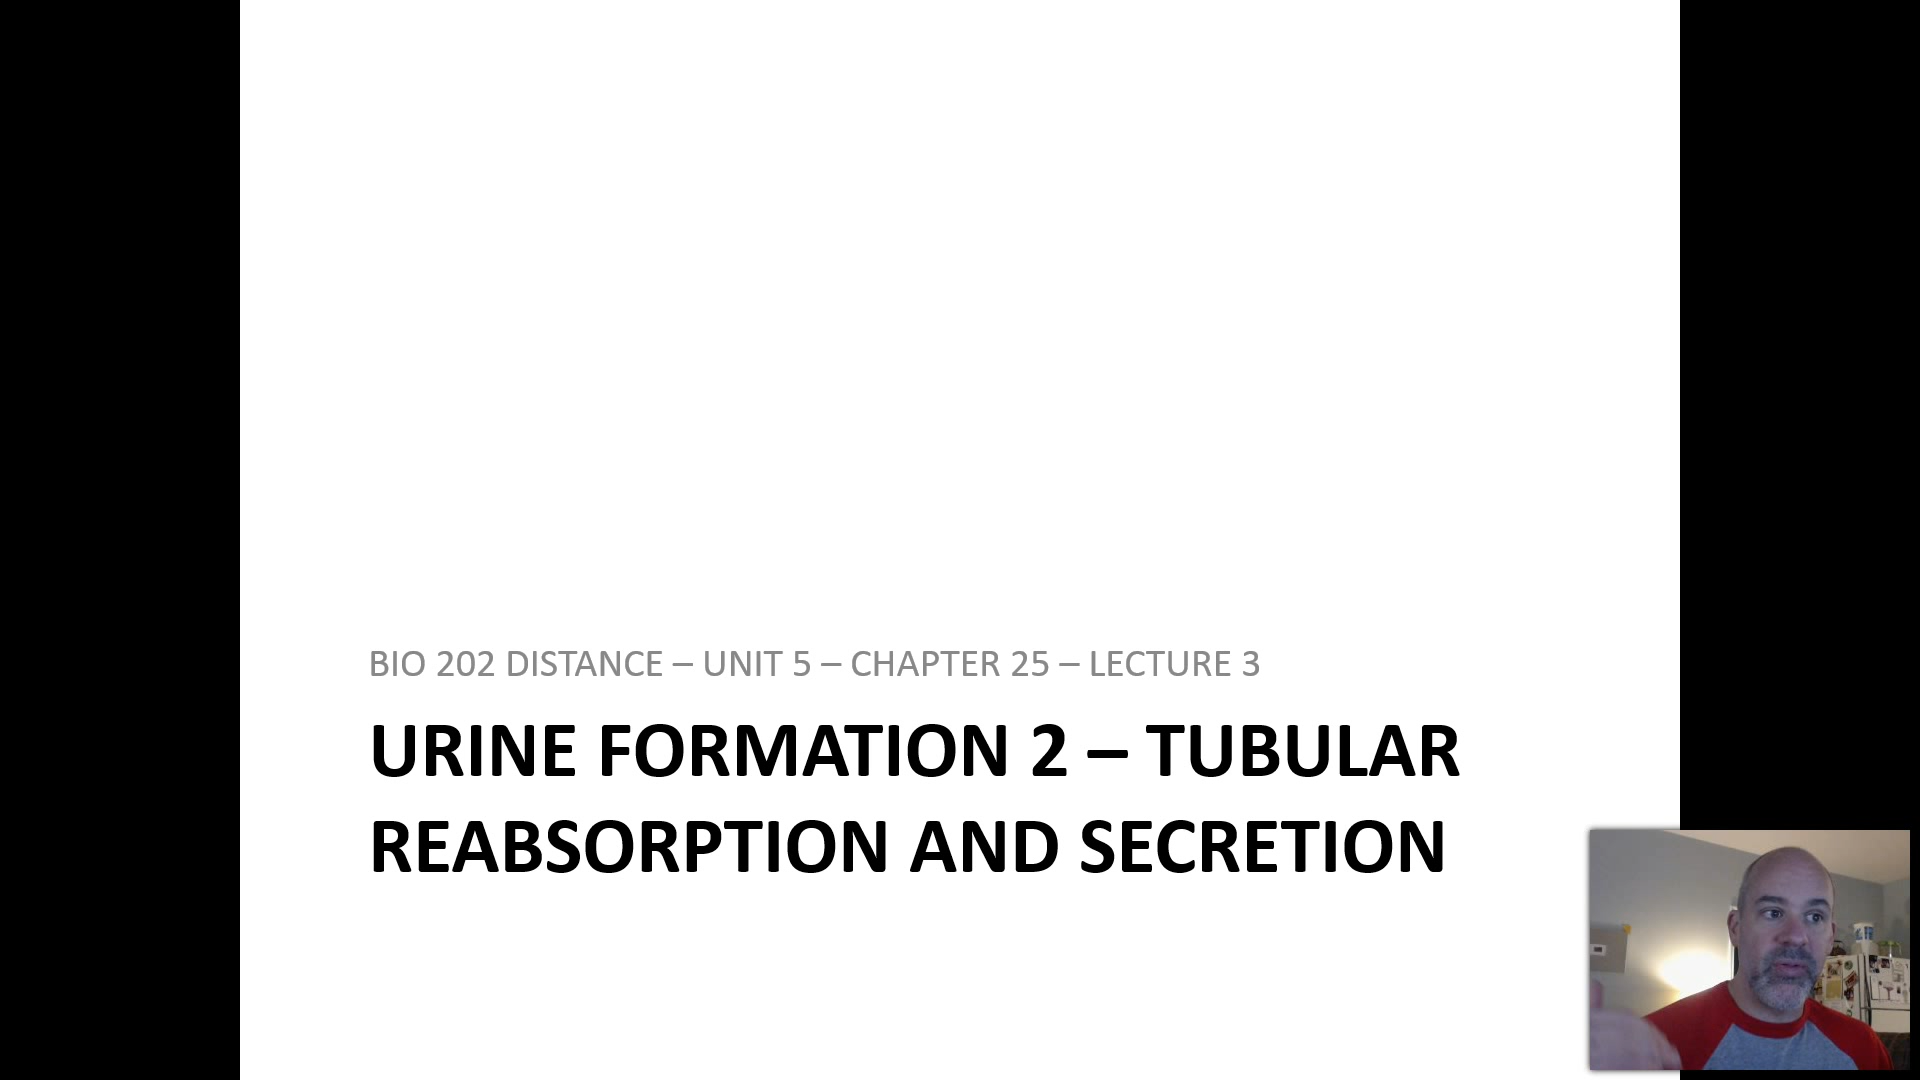 BIO 202 DISTANCE – UNIT 5 – CHAPTER 25 – LECTURE 3
URINE FORMATION 2 – TUBULAR
REABSORPTION AND SECRETION